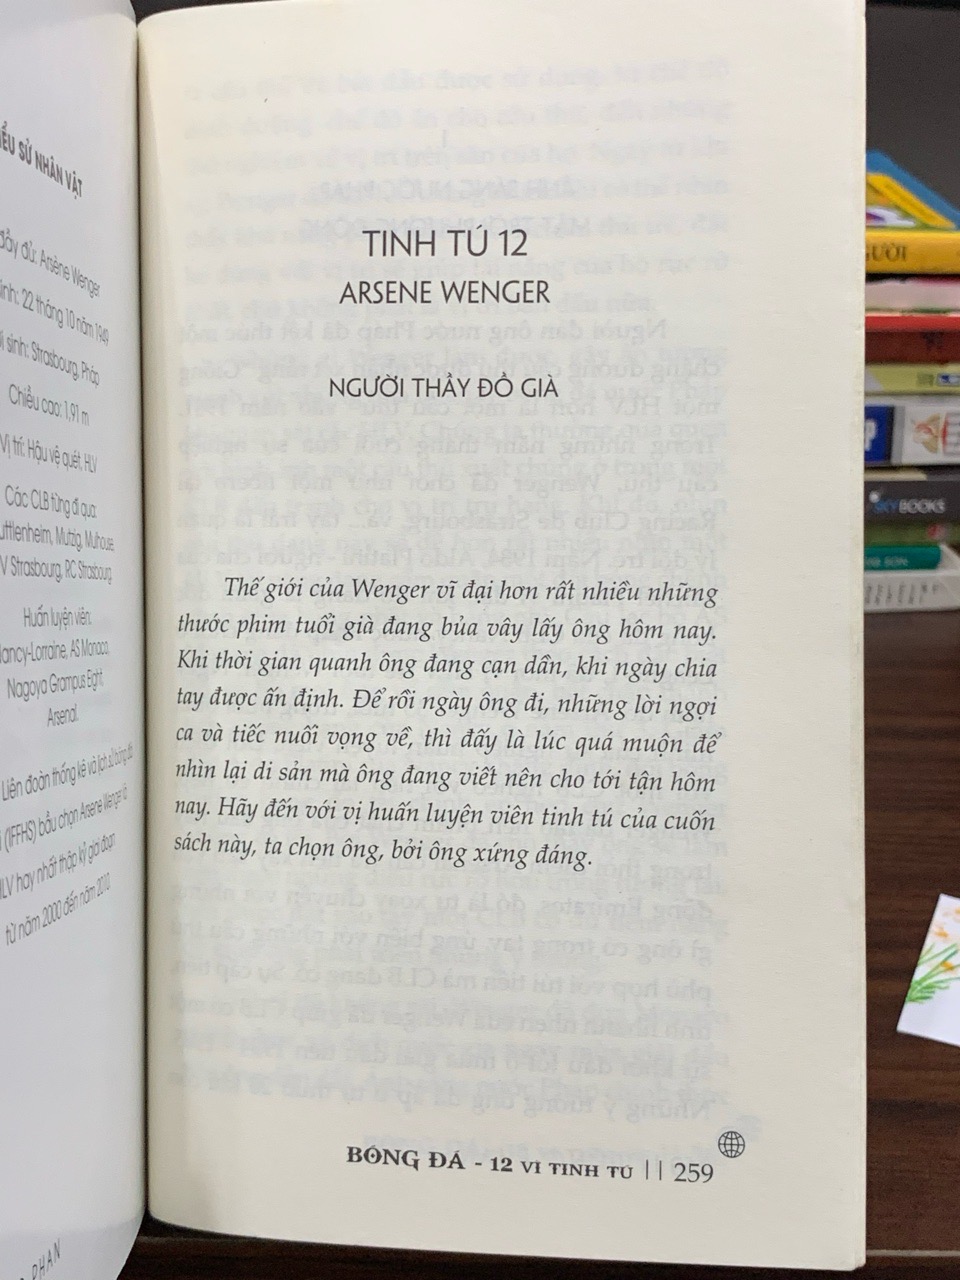 SỬ NHÂN VẬT
đầy đủ: Arsène Wenger
sinh: 22 tháng 10 năm 1949
sinh: Strasbourg, Pháp
Chiều cao: 1,91 m
Vị trí: Hậu vệ quét, HLV
Các CLB từng đi qua:
Mutzig, Mulhouse,
Strasbourg, RC Strasbourg
Huấn luyện viên:
AS Monaco,
Nagoya Grampus Eight,
Arsenal.
Liên đoàn thống kê và lịch sử bóng đá
(IFFHS) bầu chọn Arsene Wenger là
HLV hay nhất thập kỷ giai đoạn
từ năm 2000 đến năm 2010
PHAN
TINH TÚ 12
ARSENE WENGER
NGƯỜI THẦY ĐÓ GIÀ
Thế giới của Wenger vĩ đại hơn rất nhiều những
thước phim tuổi già đang bủa vây lấy ông hôm nay.
Khi thời gian quanh ông đang cạn dần, khi ngày chia
tay được ấn định. Để rồi ngày ông đi, những lời ngợi
ca và tiếc nuối vọng về, thì đấy là lúc quá muộn để
nhìn lại di sản mà ông đang viết nên cho tới tận hôm
nay. Hãy đến với vị huấn luyện viên tinh tú của cuốn
sách này, ta chọn ông, bởi ông xứng đáng.
BÓNG ĐÁ - 12 VÌ TINH TÚ || 259
GƯỜI
SKYBOOKS